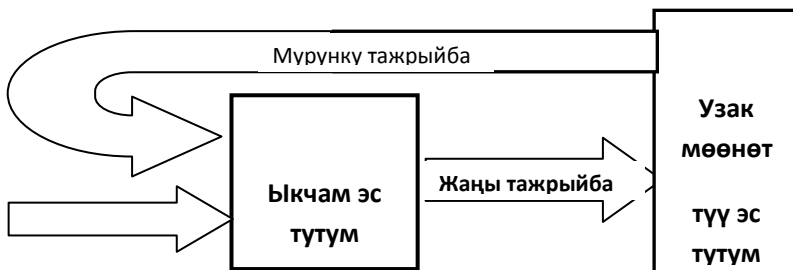 Мурунку тажрыйба
Узак
мөөнөт
түү эс
тутум
Жаңы тажрыйба
Ыкчам эс
тутум